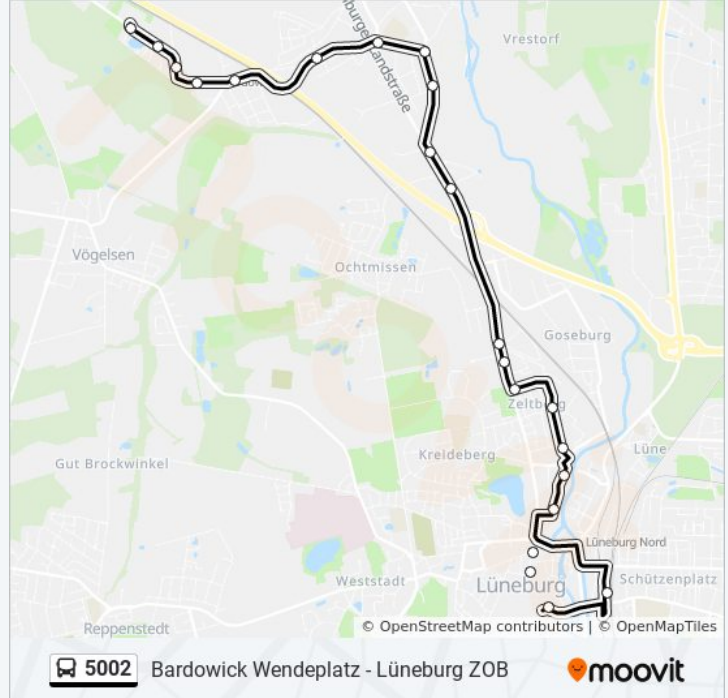 Vrestorf
Landstraße
Vögelsen
Ochtmissen
Goseburg
Zeltberg
Kreideberg
Lüne
Gut Brockwinkel
Lüneburg Nord
Weststadt
Lüneburg
Schützenplatz
Reppenstedt
© OpenStreetMap contributors | © OpenMapTiles
5002 Bardowick Wendeplatz - Lüneburg ZOB
moovit